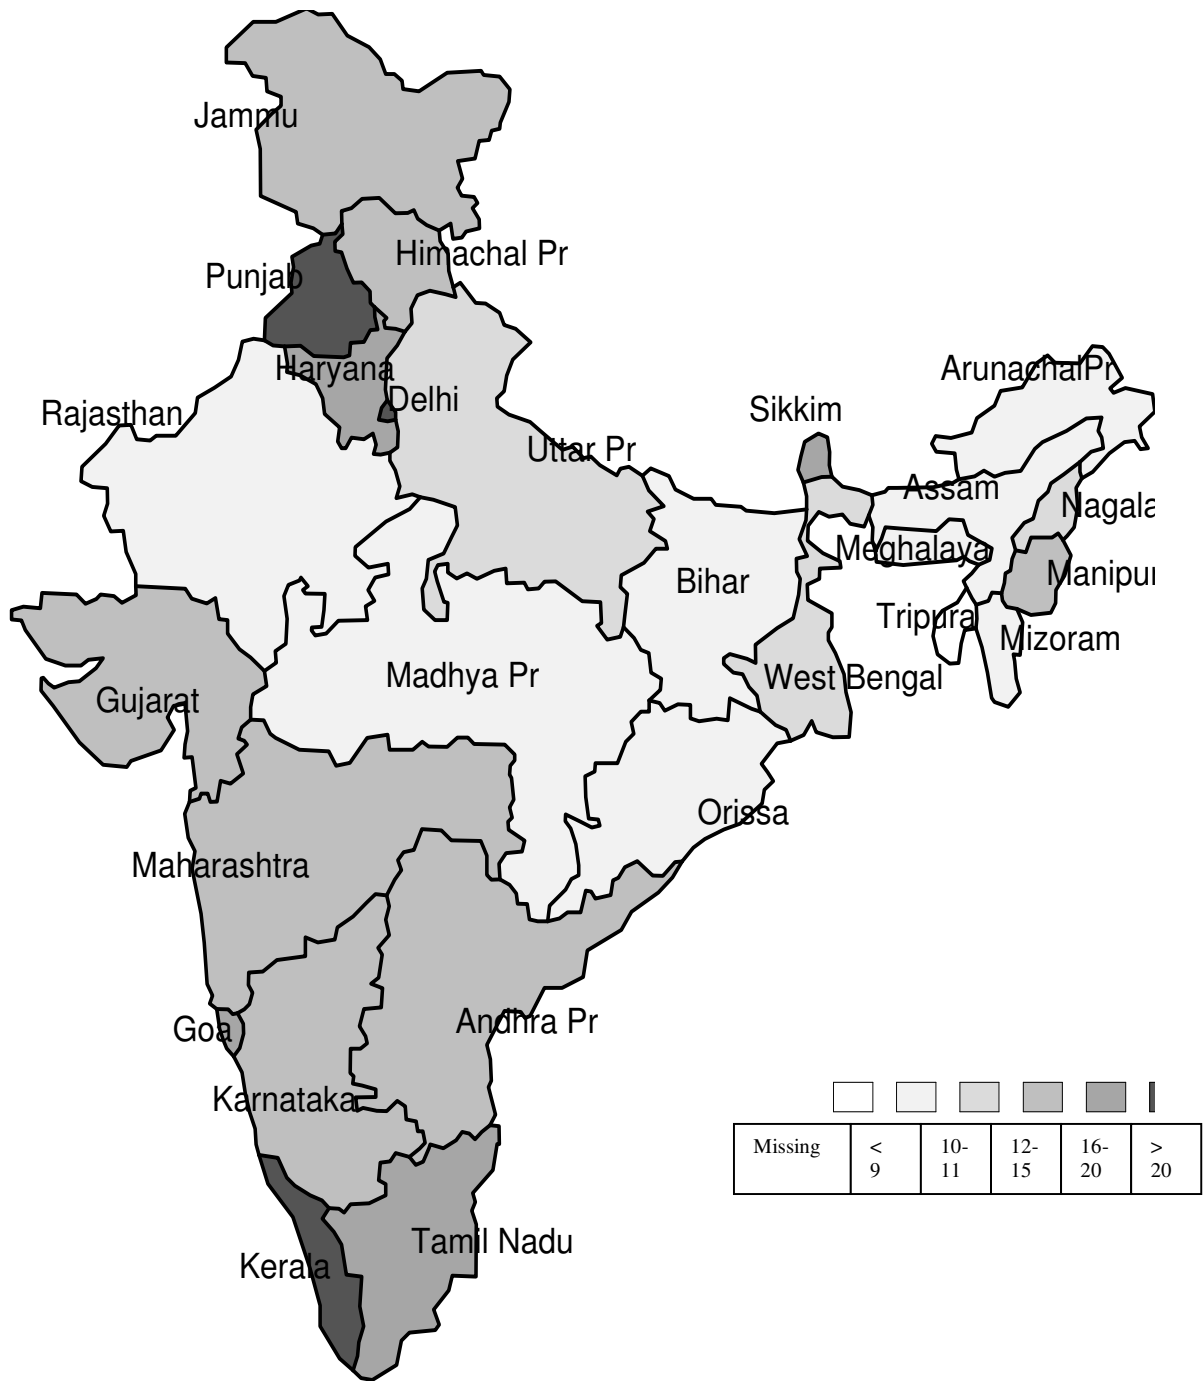 Jammu
Himachal Pr
Punjab
Haryana
ArunachalPr
Delhi
Rajasthan
Sikkim
Uttar Pr
Assam
Nagala
Meghalaya
Bihar
Manipur
Tripura
Mizoram
Madhya Pr
West Bengal
Gujarat
Orissa
Maharashtra
Andhra Pr
Goa
Karnataka
Missing
<
9
10-
11
12-
15
16-
20
>
20
Tamil Nadu
Kerala